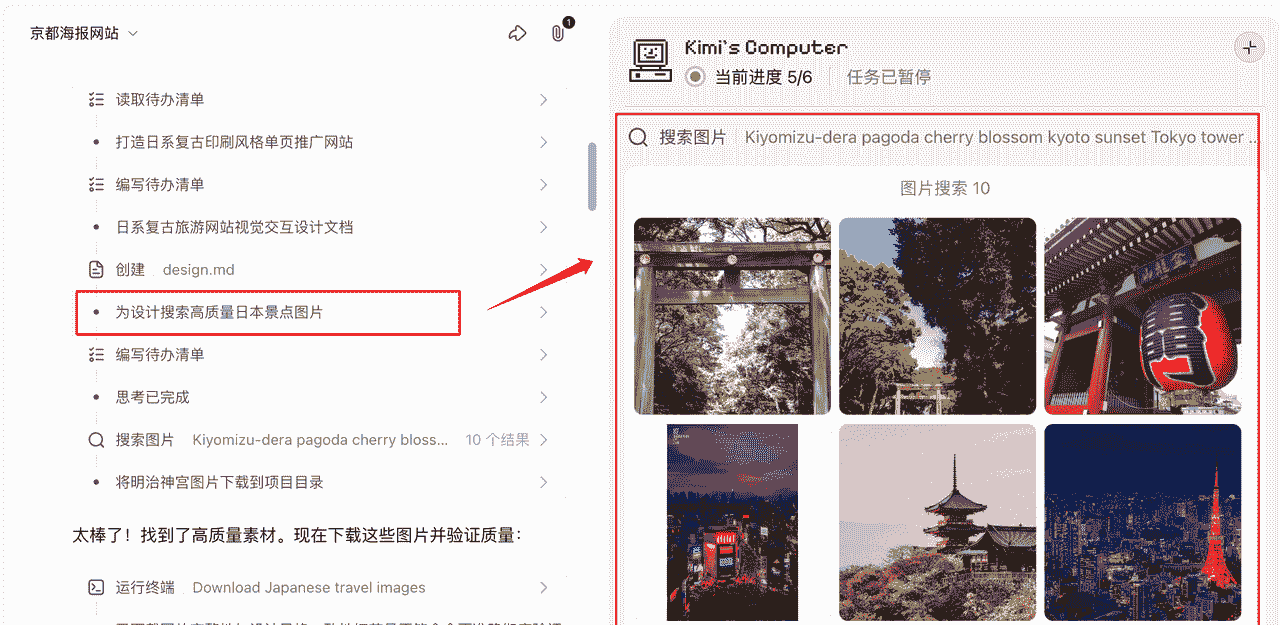 京都海报网站
1
读取待办清单
打造日系复古印刷风格单页推广网站
编写待办清单
日系复古旅游网站视觉交互设计文档
创建 design.md
为设计搜索高质量日本景点图片
编写待办清单
思考已完成
搜索图片 Kiyomizu-dera pagoda cherry bloss... 10 个结果
将明治神宫图片下载到项目目录
太棒了！找到了高质量素材。现在下载这些图片并验证质量：
运行终端 Download Japanese travel images
Kimi's Computer
当前进度 5/6 任务已暂停
搜索图片 Kiyomizu-dera pagoda cherry blossom kyoto sunset Tokyo tower ...
图片搜索 10